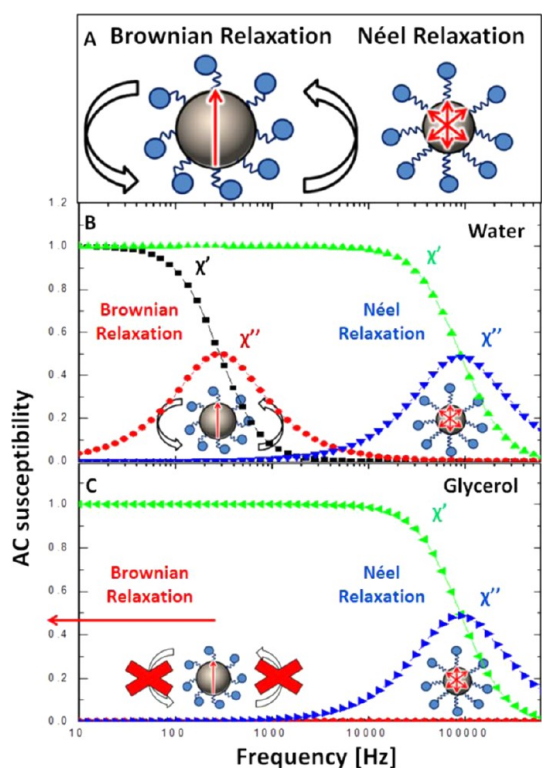 A Brownian Relaxation Néel Relaxation
1.2
B Water
1.0
χ' χ'
0.8
Brownian Relaxation χ'' Néel Relaxation χ''
0.6
0.4
0.2
0.0
AC susceptibility
C Glycerol
1.0
χ'
0.8
Brownian Relaxation Néel Relaxation χ''
0.6
0.4
0.2
0.0
10 100 1000 10000 100000
Frequency [Hz]